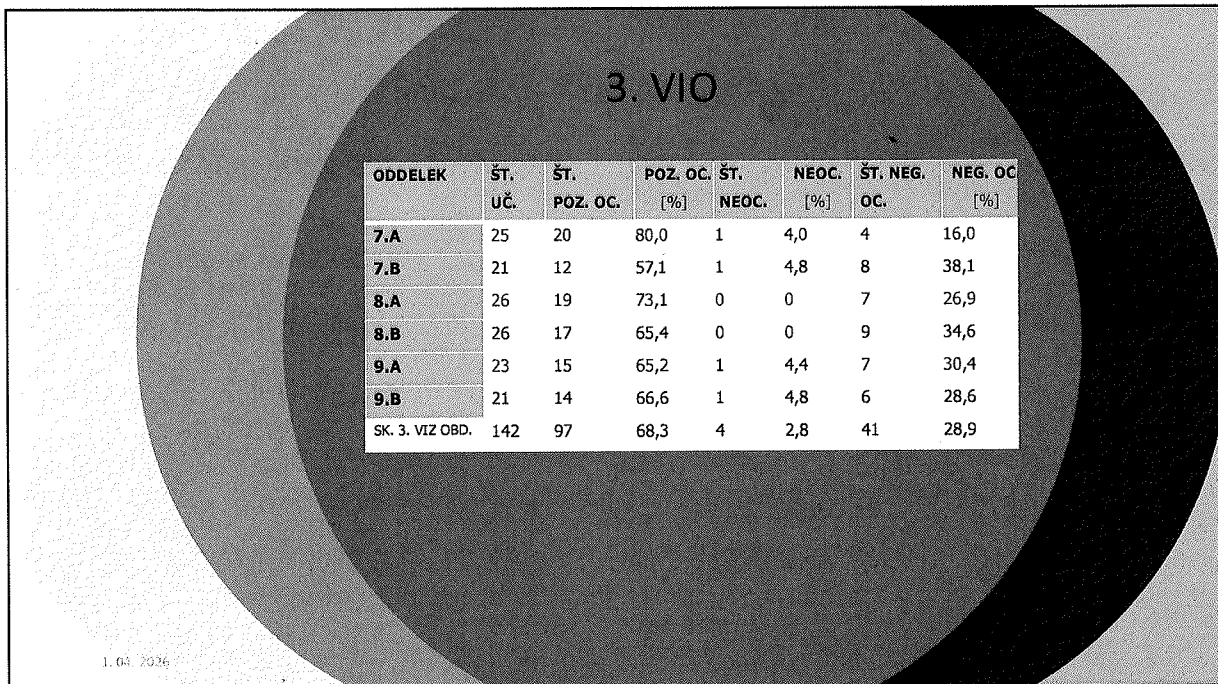 3. VIO
ODDELEK ŠT. UČ. ŠT. POZ. OC. POZ. OC. [%] ŠT. NEOC. NEOC. [%] ŠT. NEG. OC. NEG. OC [%]
7.A 25 20 80,0 1 4,0 4 16,0
7.B 21 12 57,1 1 4,8 8 38,1
8.A 26 19 73,1 0 0 7 26,9
8.B 26 17 65,4 0 0 9 34,6
9.A 23 15 65,2 1 4,4 7 30,4
9.B 21 14 66,6 1 4,8 6 28,6
SK. 3. VIZ OBD. 142 97 68,3 4 2,8 41 28,9
1. 04. 2026